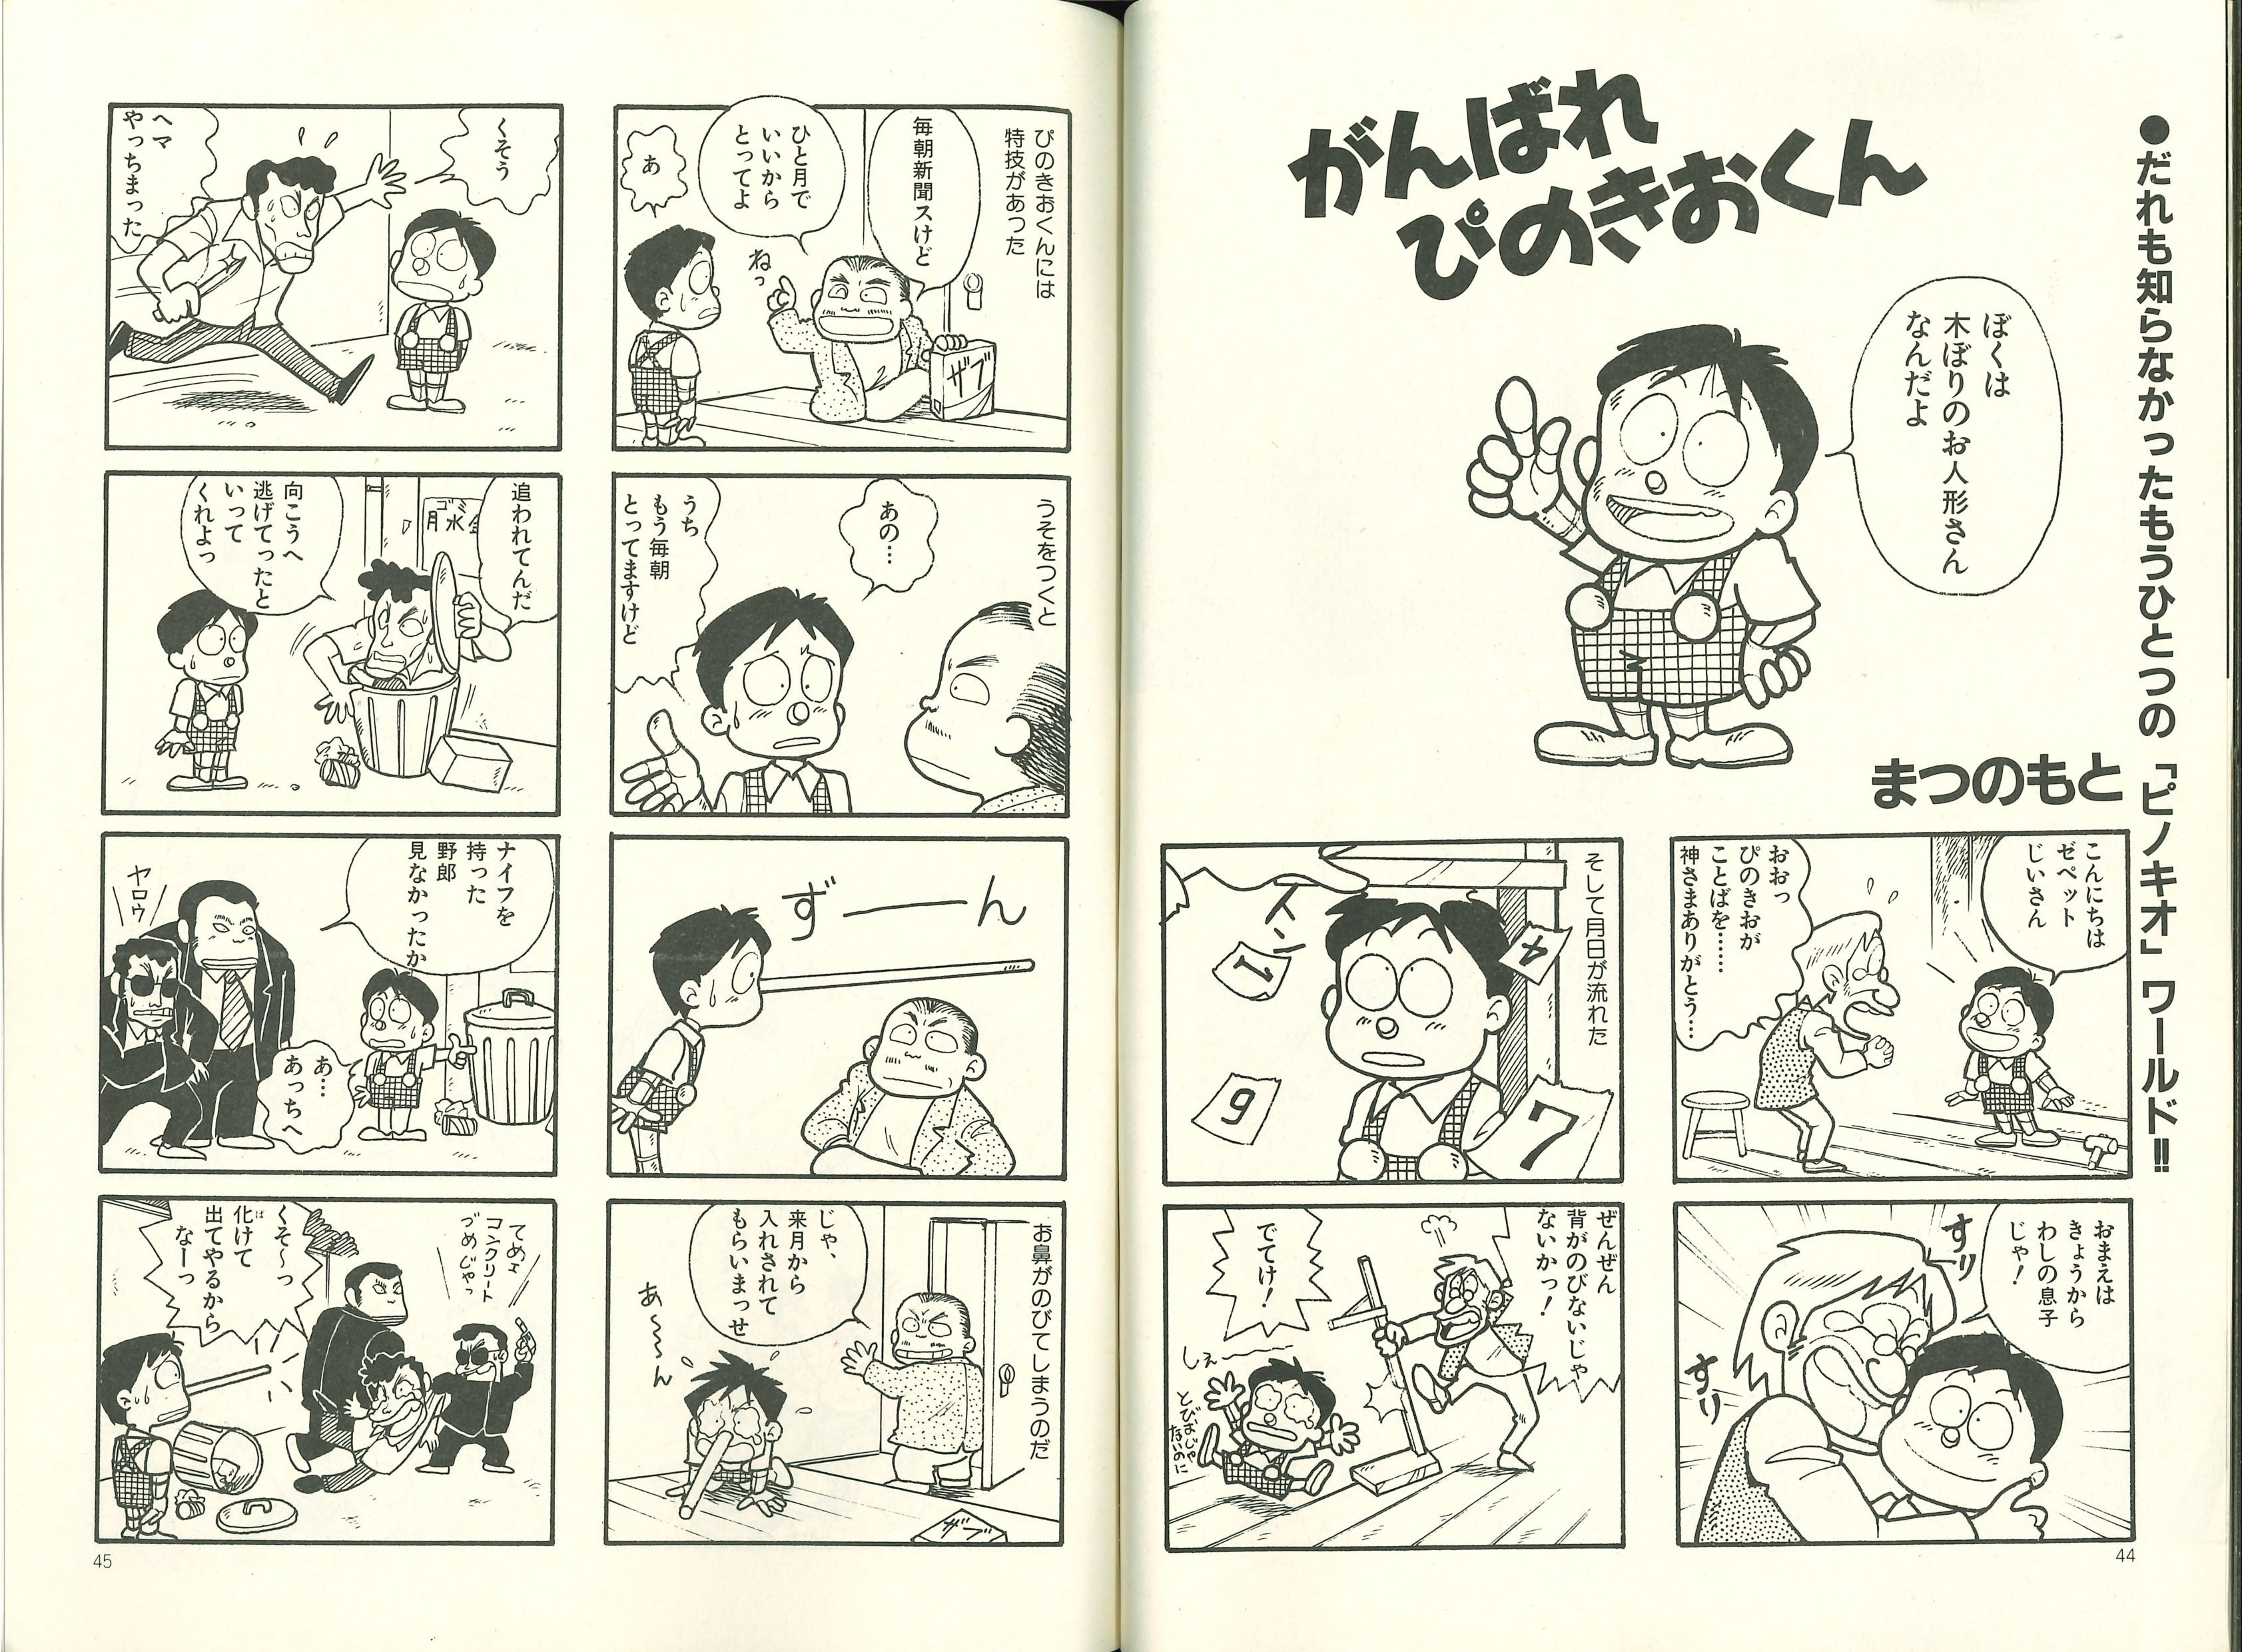 ●だれも知らなかったもうひとつの「ピノキオ」ワールド!!
がんばれ
ぴのきおくん
まつのもと
ぼくは
木ぼりのお人形さん
なんだよ
こんにちは
ゼペット
じいさん
おおっ
ぴのきおが
ことばを……
神さまありがとう…
おまえは
きょうから
わしの息子
じゃ!
すり
すり
そして月日が流れた
4
1
6
7
ぜんぜん
背がのびないじゃ
ないかっ!
でてけ!
しぇー
とびおじゃ
ないのに
44
ぴのきおくんには
特技があった
毎朝新聞スけど
ひと月で
いいから
とってよ
ねっ
あ
ザブ
うそをつくと
あの…
うち
もう毎朝
とってますけど
ずーーん
お鼻がのびてしまうのだ
じゃ、
来月から
入れされて
もらいまっせ
あ〜〜ん
ザブ
くそう
ヘマ
やっちまった
追われてんだ
向こうへ
逃げてったと
いって
くれよっ
ゴミ
月水金
ナイフを
持った
野郎
見なかったか
ヤロウ
あ…
あっちへ
てめェ
コンクリート
づめじゃっ
くそ〜っ
化けて
ば
出てやるから
なーっ
45